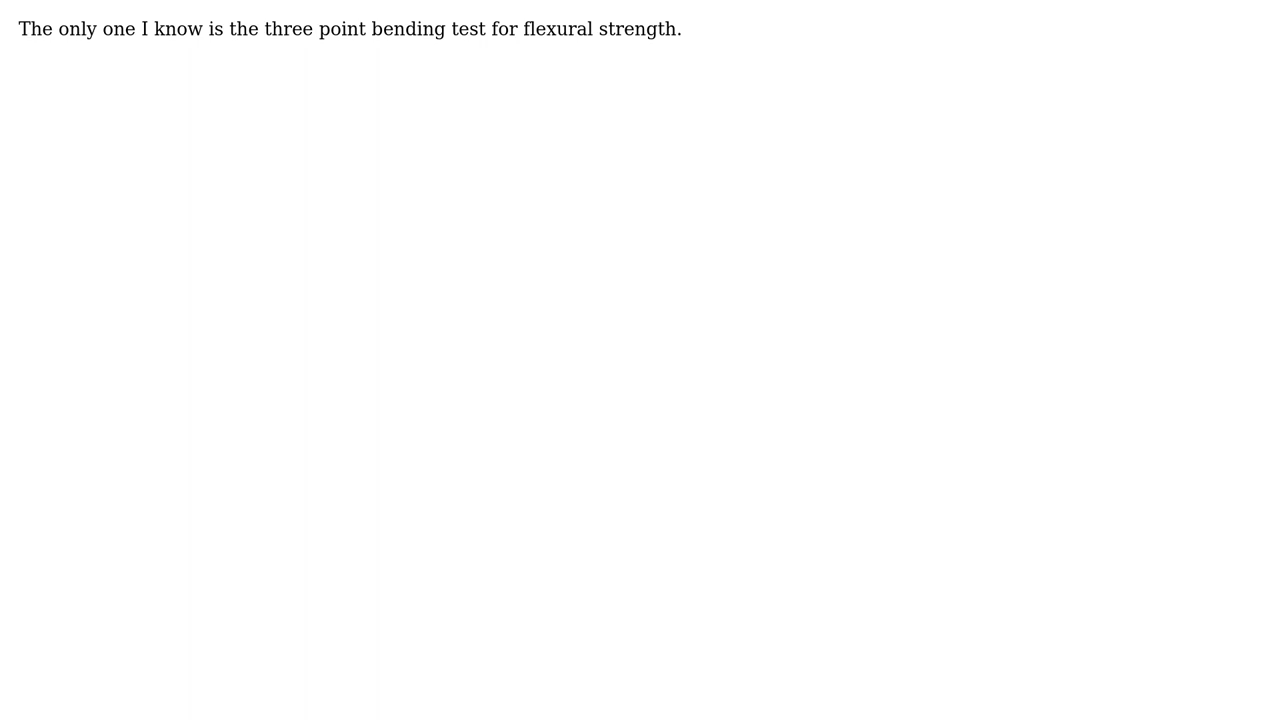 The only one I know is the three point bending test for flexural strength.